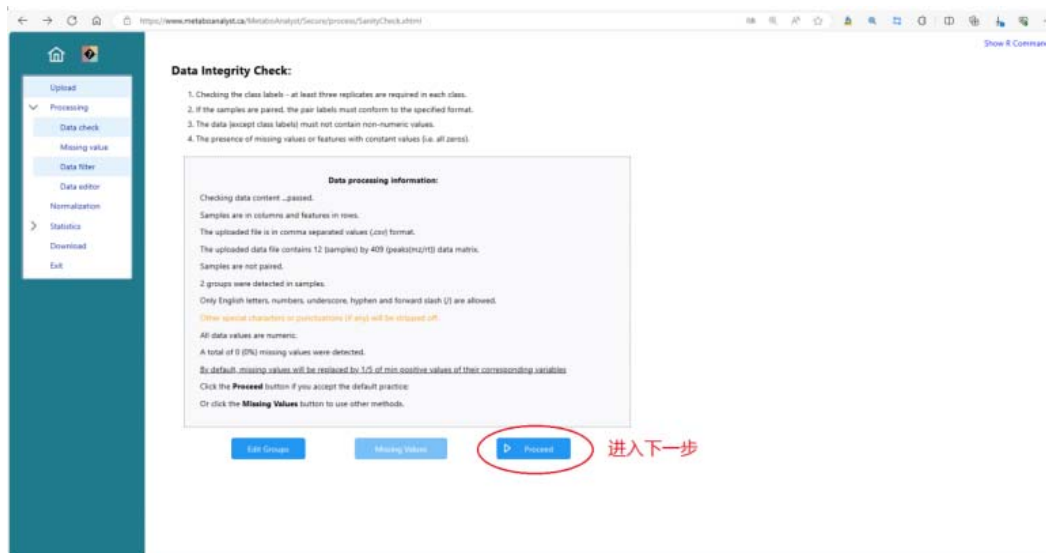 https://www.metaboanalyst.ca/MetaboAnalyst/Secure/process/SanityCheck.xhtml
Show R Command
Upload
Processing
Data check
Missing value
Data filter
Data editor
Normalization
Statistics
Download
Exit
Data Integrity Check:
1. Checking the class labels - at least three replicates are required in each class.
2. If the samples are paired, the pair labels must conform to the specified format.
3. The data (except class labels) must not contain non-numeric values.
4. The presence of missing values or features with constant values (i.e. all zeros).
Data processing information:
Checking data content ...passed.
Samples are in columns and features in rows.
The uploaded file is in comma separated values (.csv) format.
The uploaded data file contains 12 (samples) by 409 (peaks(mz/rt)) data matrix.
Samples are not paired.
2 groups were detected in samples.
Only English letters, numbers, underscore, hyphen and forward slash (/) are allowed.
Other special characters or punctuations (if any) will be stripped off.
All data values are numeric.
A total of 0 (0%) missing values were detected.
By default, missing values will be replaced by 1/5 of min positive values of their corresponding variables
Click the Proceed button if you accept the default practice;
Or click the Missing Values button to use other methods.
Edit Groups
Missing Values
Proceed
进入下一步